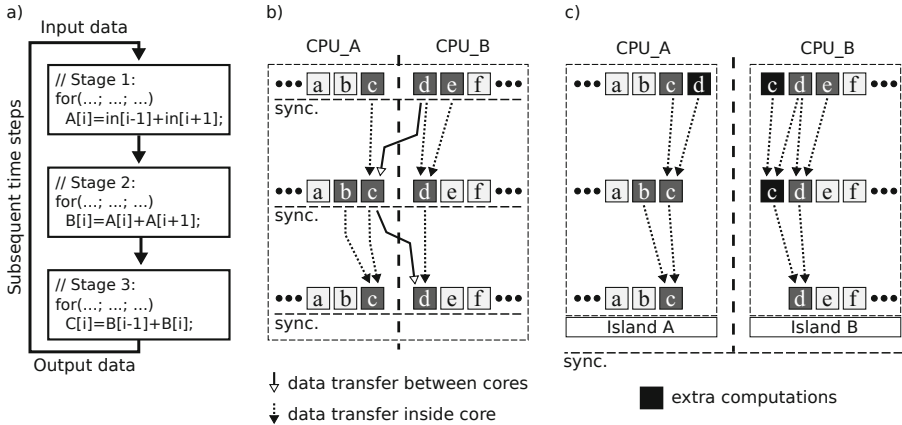 a)
Input data
// Stage 1:
for(...; ...; ...)
A[i]=in[i-1]+in[i+1];
// Stage 2:
for(...; ...; ...)
B[i]=A[i]+A[i+1];
// Stage 3:
for(...; ...; ...)
C[i]=B[i-1]+B[i];
Output data
Subsequent time steps
b)
CPU_A CPU_B
••• a b c d e f •••
sync.
••• a b c d e f •••
sync.
••• a b c d e f •••
sync.
data transfer between cores
data transfer inside core
c)
CPU_A CPU_B
••• a b c d c d e f •••
••• a b c c d e f •••
••• a b c d e f •••
Island A Island B
sync.
extra computations